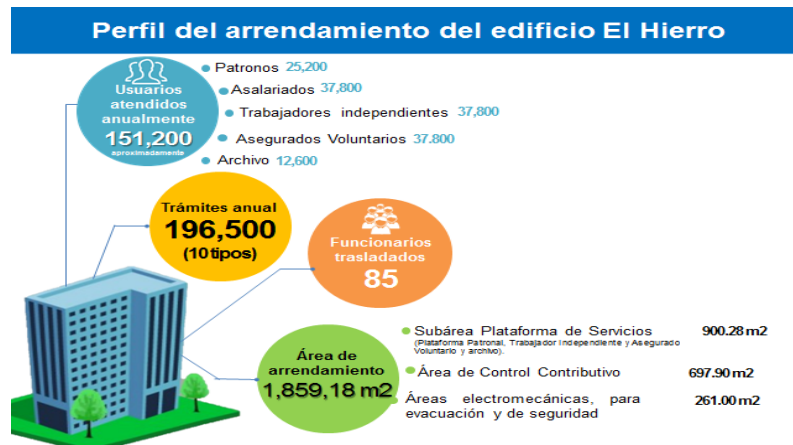 Perfil del arrendamiento del edificio El Hierro
Usuarios
atendidos
anualmente
151,200
aproximadamente
Patronos 25,200
Asalariados 37,800
Trabajadores independientes 37,800
Asegurados Voluntarios 37.800
Archivo 12,600
Trámites anual
196,500
(10 tipos)
Funcionarios
trasladados
85
Área de
arrendamiento
1,859,18 m2
Subárea Plataforma de Servicios 900.28 m2
(Plataforma Patronal, Trabajador Independiente y Asegurado
Voluntario y archivo).
Área de Control Contributivo 697.90 m2
Áreas electromecánicas, para 261.00 m2
evacuación y de seguridad